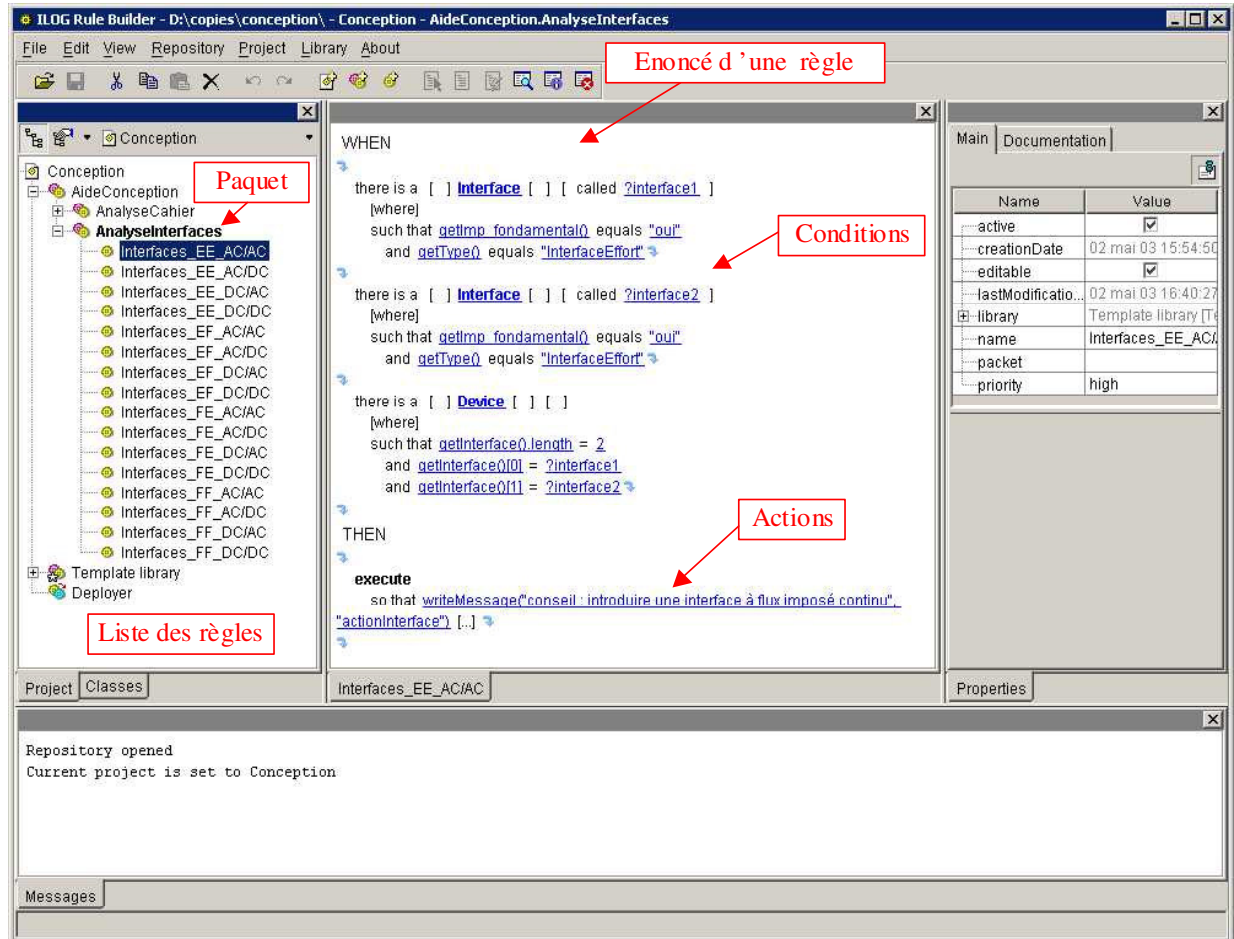 ILOG Rule Builder - D:\copies\conception\ - Conception - AideConception.AnalyseInterfaces
File Edit View Repository Project Library About
Enoncé d ’une règle
Conception
Conception
AideConception
Paquet
AnalyseCahier
AnalyseInterfaces
Interfaces_EE_AC/AC
Interfaces_EE_AC/DC
Interfaces_EE_DC/AC
Interfaces_EE_DC/DC
Interfaces_EF_AC/AC
Interfaces_EF_AC/DC
Interfaces_EF_DC/AC
Interfaces_EF_DC/DC
Interfaces_FE_AC/AC
Interfaces_FE_AC/DC
Interfaces_FE_DC/AC
Interfaces_FE_DC/DC
Interfaces_FF_AC/AC
Interfaces_FF_AC/DC
Interfaces_FF_DC/AC
Interfaces_FF_DC/DC
Template library
Deployer
Liste des règles
Project Classes
WHEN
there is a [ ] Interface [ ] [ called ?interface1 ]
[where]
such that getImp_fondamental() equals "oui"
and getType() equals "InterfaceEffort"
Conditions
there is a [ ] Interface [ ] [ called ?interface2 ]
[where]
such that getImp_fondamental() equals "oui"
and getType() equals "InterfaceEffort"
there is a [ ] Device [ ] [ ]
[where]
such that getInterface().length = 2
and getInterface()[0] = ?interface1
and getInterface()[1] = ?interface2
Actions
THEN
execute
so that writeMessage("conseil : introduire une interface à flux imposé continu",
"actionInterface") [...]
Interfaces_EE_AC/AC
Main Documentation
Name Value
active
creationDate 02 mai 03 15:54:50
editable
lastModificatio... 02 mai 03 16:40:27
library Template library [Te
name Interfaces_EE_AC/
packet
priority high
Properties
Repository opened
Current project is set to Conception
Messages